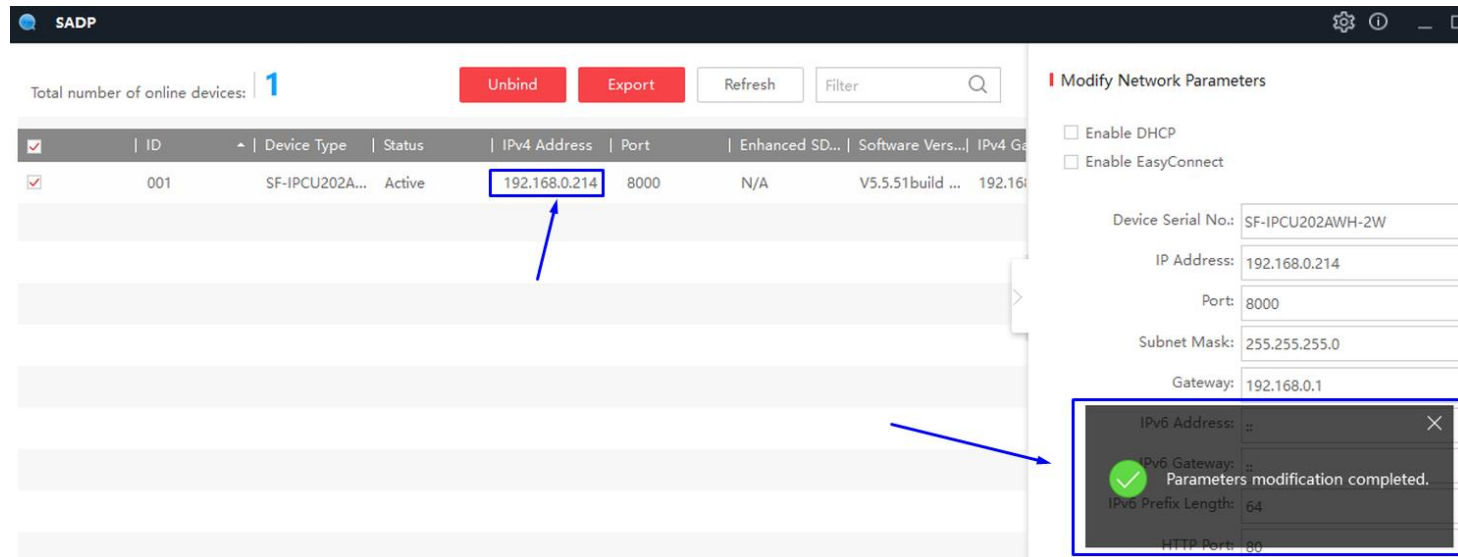 SADP
Total number of online devices: 1
Unbind
Export
Refresh
Filter
ID | Device Type | Status | IPv4 Address | Port | Enhanced SD... | Software Vers... | IPv4 Ga
001 SF-IPCU202A... Active 192.168.0.214 8000 N/A V5.5.51build ... 192.168
Modify Network Parameters
Enable DHCP
Enable EasyConnect
Device Serial No.: SF-IPCU202AWH-2W
IP Address: 192.168.0.214
Port: 8000
Subnet Mask: 255.255.255.0
Gateway: 192.168.0.1
IPv6 Address: ::
IPv6 Gateway: ::
Parameters modification completed.
IPv6 Prefix Length: 64
HTTP Port: 80